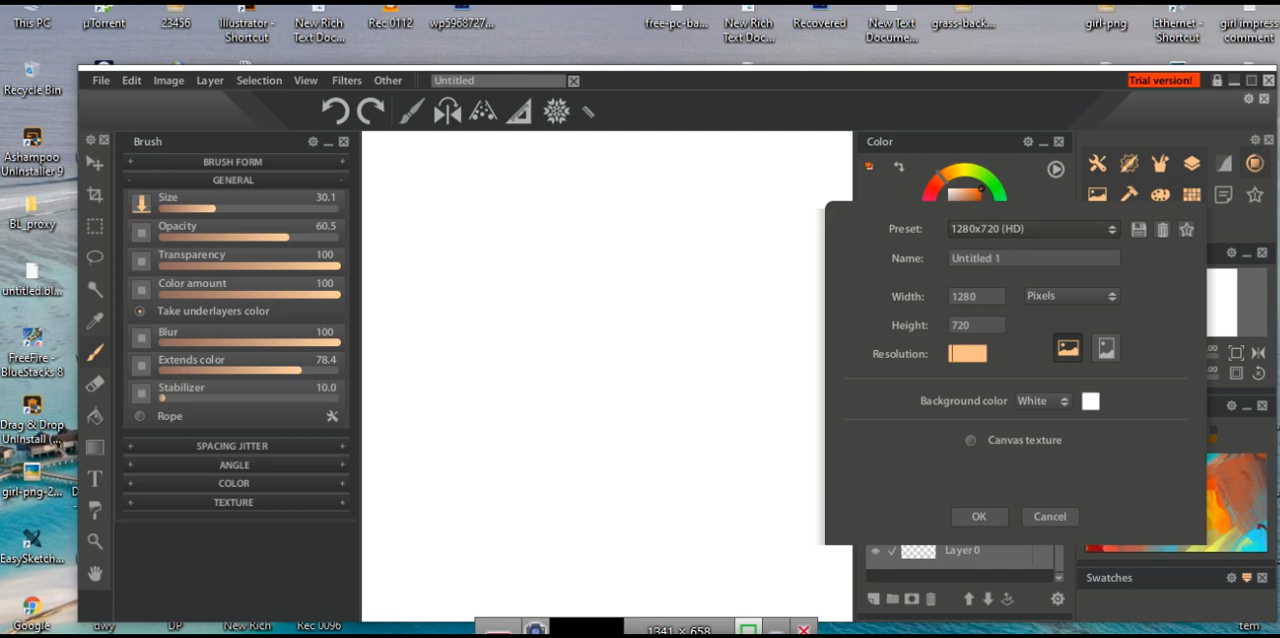 This PC
µTorrent
23456
Illustrator -
Shortcut
New Rich
Text Doc...
Rec 0112
wp5968727...
free-pc-ba...
New Rich
Text Doc...
Recovered
New Text
Docume...
grass-back...
girl-png
Ethernet -
Shortcut
girl impress
comment
Recycle Bin
Ashampoo
Uninstaller 9
BL_proxy
untitled.bl...
FreeFire -
BlueStacks 8
Drag & Drop
Uninstall (...
girl-png-2...
EasySketch...
Google
File Edit Image Layer Selection View Filters Other
Untitled
Trial version!
Brush
+ BRUSH FORM +
- GENERAL -
Size 30.1
Opacity 60.5
Transparency 100
Color amount 100
Take underlayers color
Blur 100
Extends color 78.4
Stabilizer 10.0
Rope
+ SPACING JITTER +
+ ANGLE +
+ COLOR +
+ TEXTURE +
T
Color
Preset: 1280x720 (HD)
Name: Untitled 1
Width: 1280 Pixels
Height: 720
Resolution:
Background color White
Canvas texture
OK Cancel
Layer 0
Swatches
dwy
DP
New Rich
Rec 0096
1341 × 658
tem